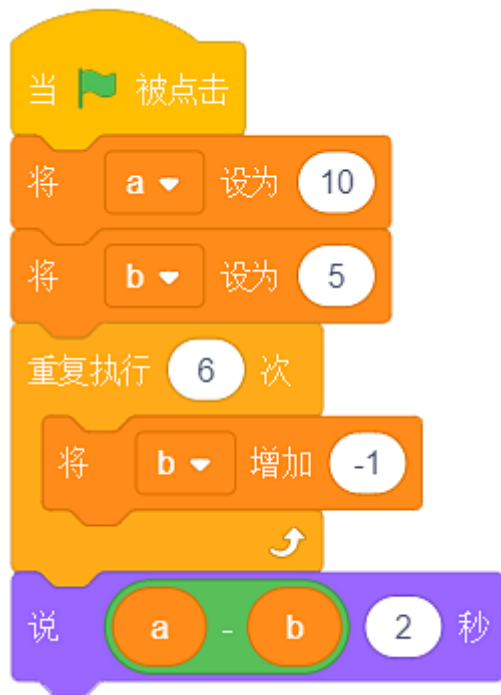 当 被点击
将 a 设为 10
将 b 设为 5
重复执行 6 次
将 b 增加 -1
说 a - b 2 秒